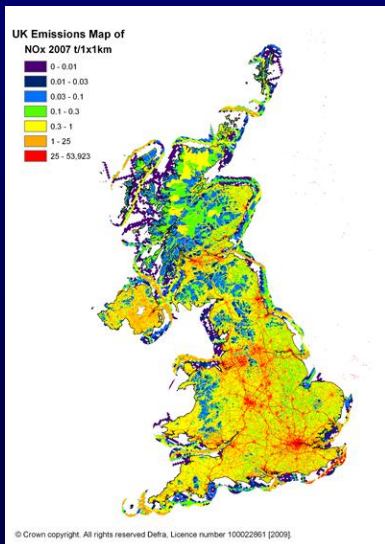 UK Emissions Map of
NOx 2007 t/1x1km
0 - 0.01
0.01 - 0.03
0.03 - 0.1
0.1 - 0.3
0.3 - 1
1 - 25
25 - 53,923
© Crown copyright. All rights reserved Defra, Licence number 100022861 [2009].